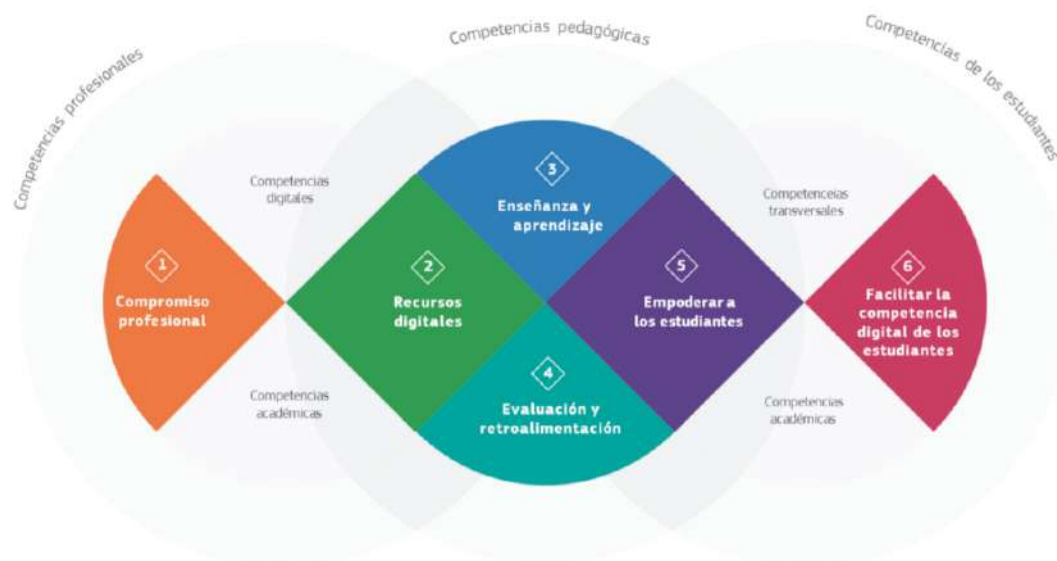 Competencias profesionales
Competencias pedagógicas
Competencias de los estudiantes
Competencias
digitales
Competenceias
transversales
Competencias
académicas
Competencias
académicas
1
Compromiso
profesional
2
Recursos
digitales
3
Enseñanza y
aprendizaje
4
Evaluación y
retroalimentación
5
Empoderar a
los estudiantes
6
Facilitar la
competencia
digital de los
estudiantes